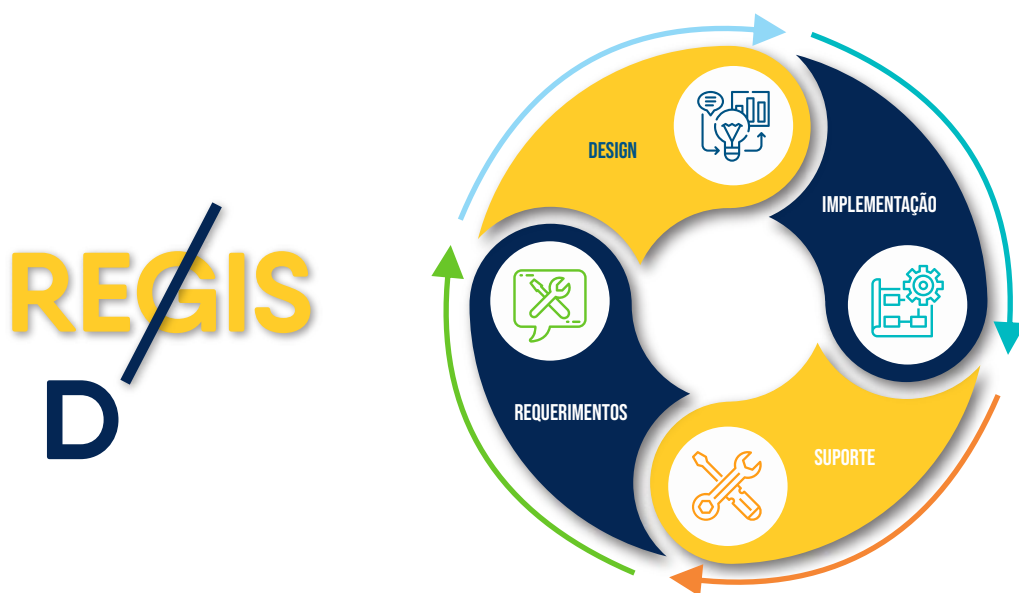 REGIS
D
DESIGN
IMPLEMENTAÇÃO
REQUERIMENTOS
SUPORTE